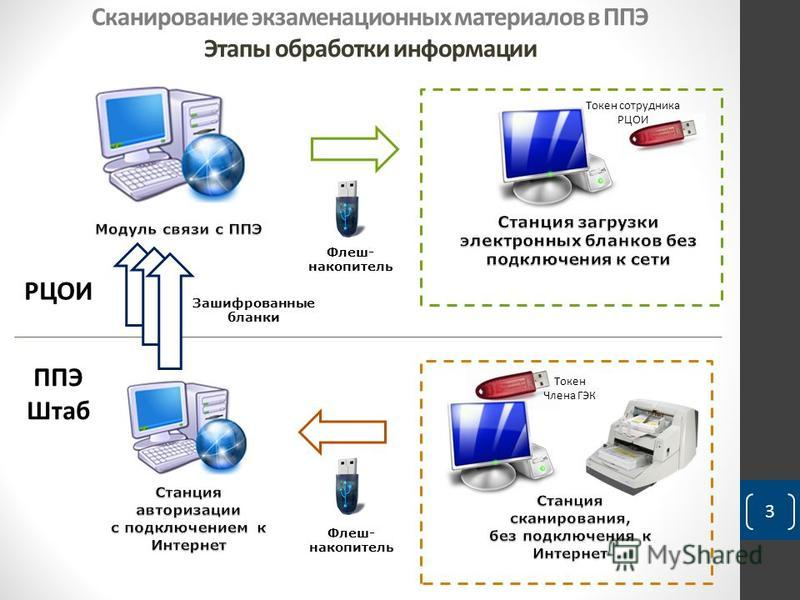 Сканирование экзаменационных материалов в ППЭ
Этапы обработки информации
Токен сотрудника
РЦОИ
Модуль связи с ППЭ
Флеш-
накопитель
Станция загрузки
электронных бланков без
подключения к сети
РЦОИ
Зашифрованные
бланки
ППЭ
Штаб
Токен
Члена ГЭК
Станция
авторизации
с подключением к
Интернет
Флеш-
накопитель
Станция
сканирования,
без подключения к
Интернет
3
MyShared